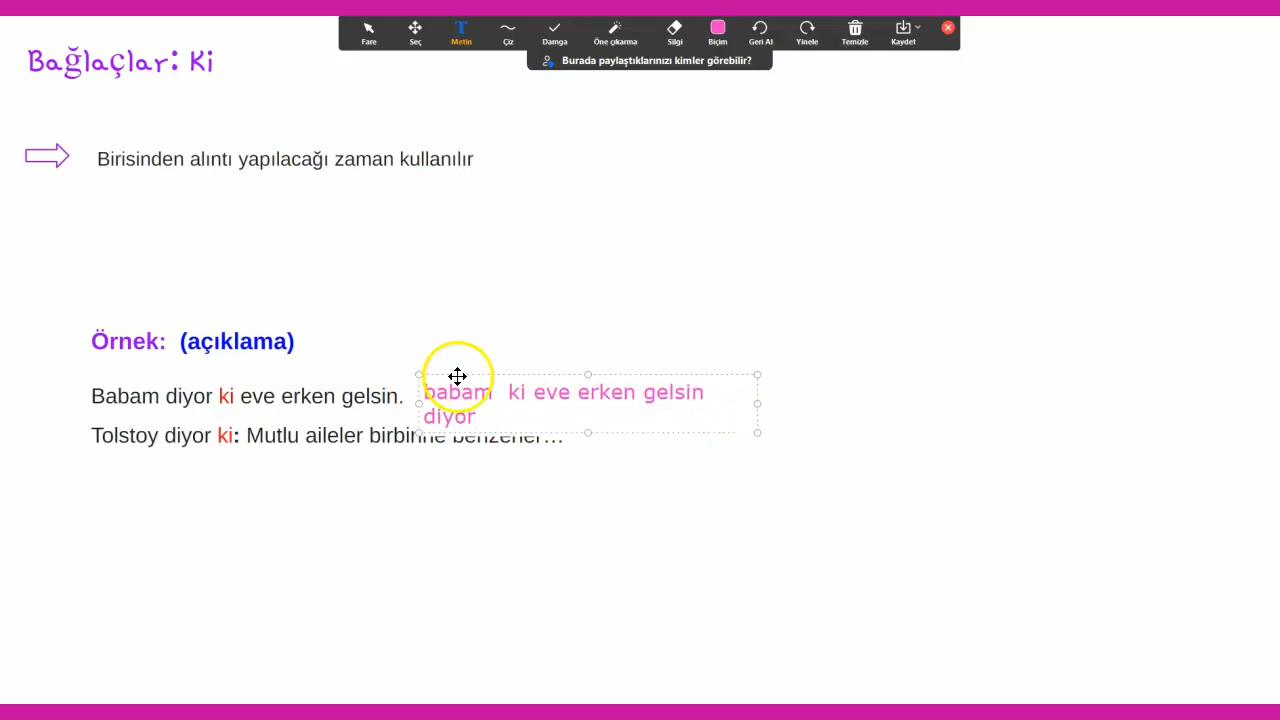 Fare Seç Metin Çiz Damga Öne çıkarma Silgi Biçim Geri Al Yinele Temizle Kaydet
Burada paylaştıklarınızı kimler görebilir?
Bağlaçlar: Ki
Birisinden alıntı yapılacağı zaman kullanılır
Örnek: (açıklama)
Babam diyor ki eve erken gelsin.
babam ki eve erken gelsin
diyor
Tolstoy diyor ki: Mutlu aileler birbirine benzerler…